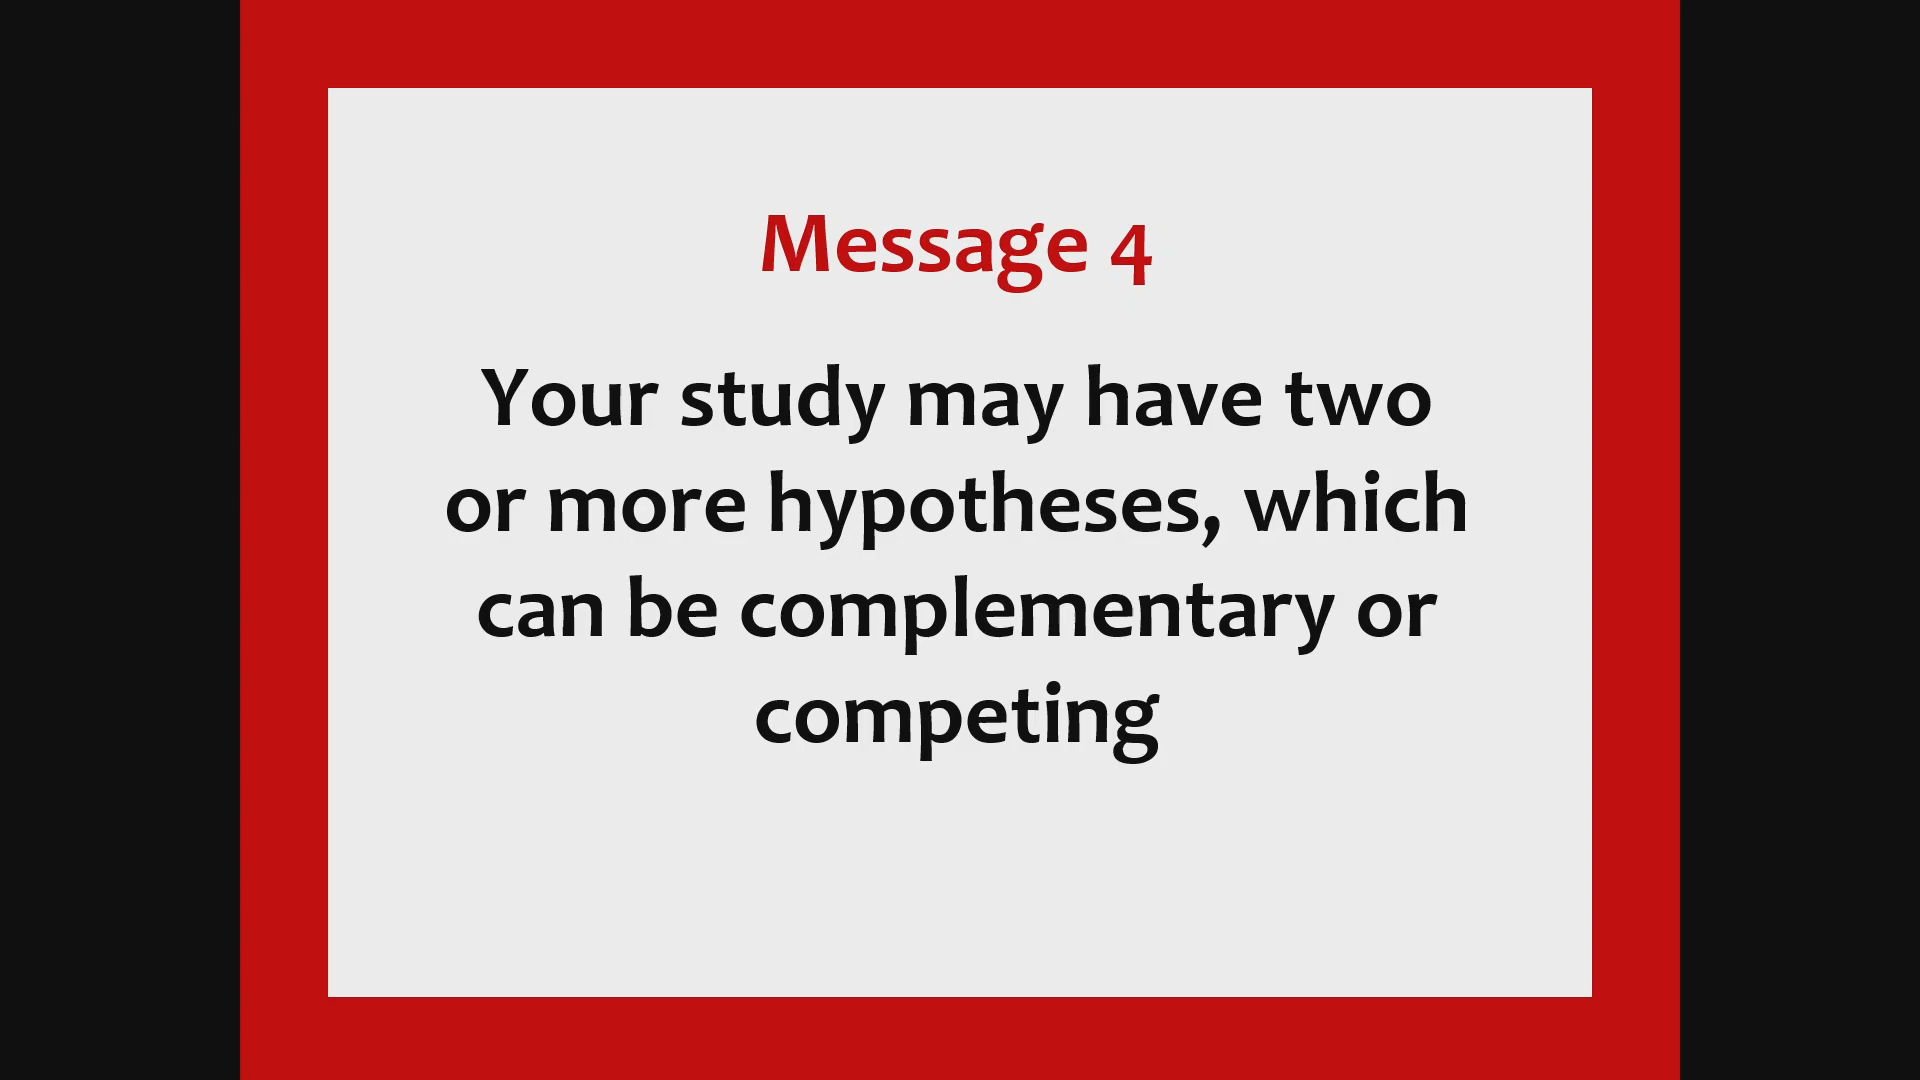 Message 4
Your study may have two
or more hypotheses, which
can be complementary or
competing